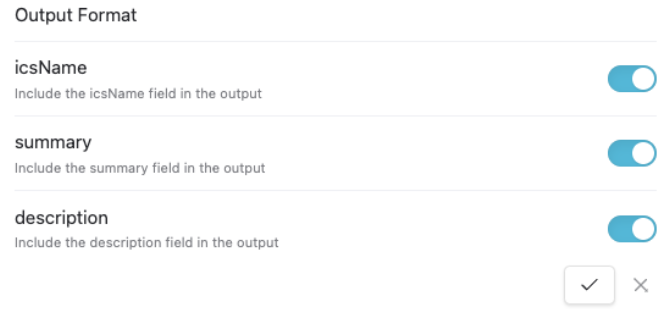 Output Format
icsName
Include the icsName field in the output
summary
Include the summary field in the output
description
Include the description field in the output